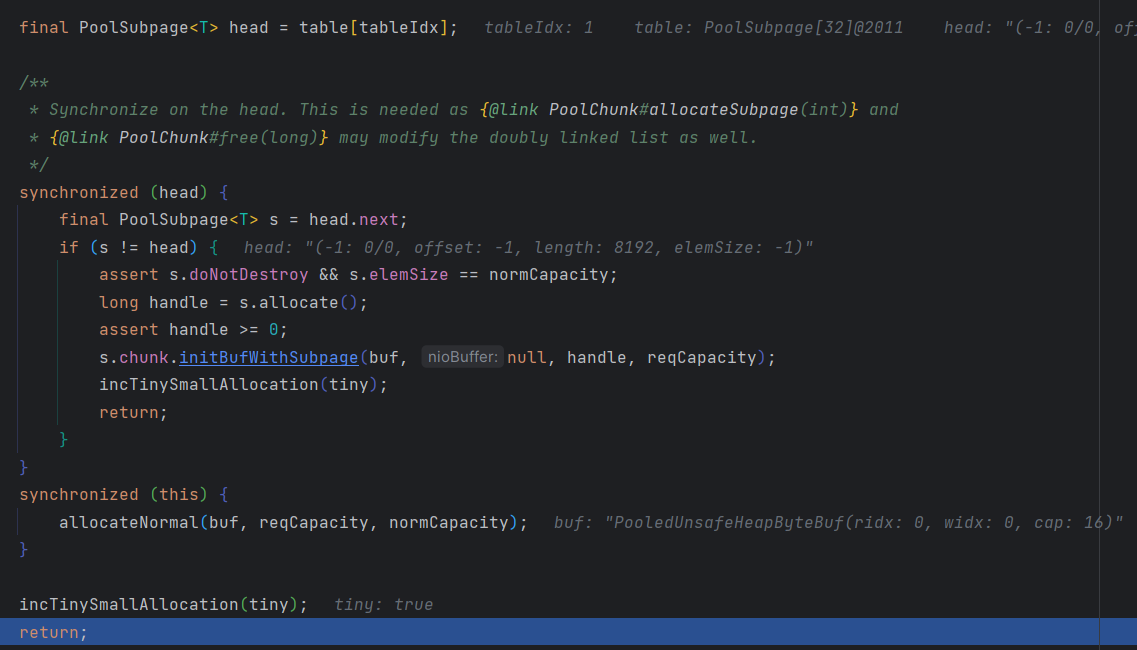 final PoolSubpage<T> head = table[tableIdx];   tableIdx: 1    table: PoolSubpage[32]@2011    head: "(-1: 0/0, off
/**
 * Synchronize on the head. This is needed as {@link PoolChunk#allocateSubpage(int)} and
 * {@link PoolChunk#free(long)} may modify the doubly linked list as well.
 */
synchronized (head) {
    final PoolSubpage<T> s = head.next;
    if (s != head) {   head: "(-1: 0/0, offset: -1, length: 8192, elemSize: -1)"
        assert s.doNotDestroy && s.elemSize == normCapacity;
        long handle = s.allocate();
        assert handle >= 0;
        s.chunk.initBufWithSubpage(buf, nioBuffer: null, handle, reqCapacity);
        incTinySmallAllocation(tiny);
        return;
    }
}
synchronized (this) {
    allocateNormal(buf, reqCapacity, normCapacity);   buf: "PooledUnsafeHeapByteBuf(ridx: 0, widx: 0, cap: 16)"
}
incTinySmallAllocation(tiny);   tiny: true
return;